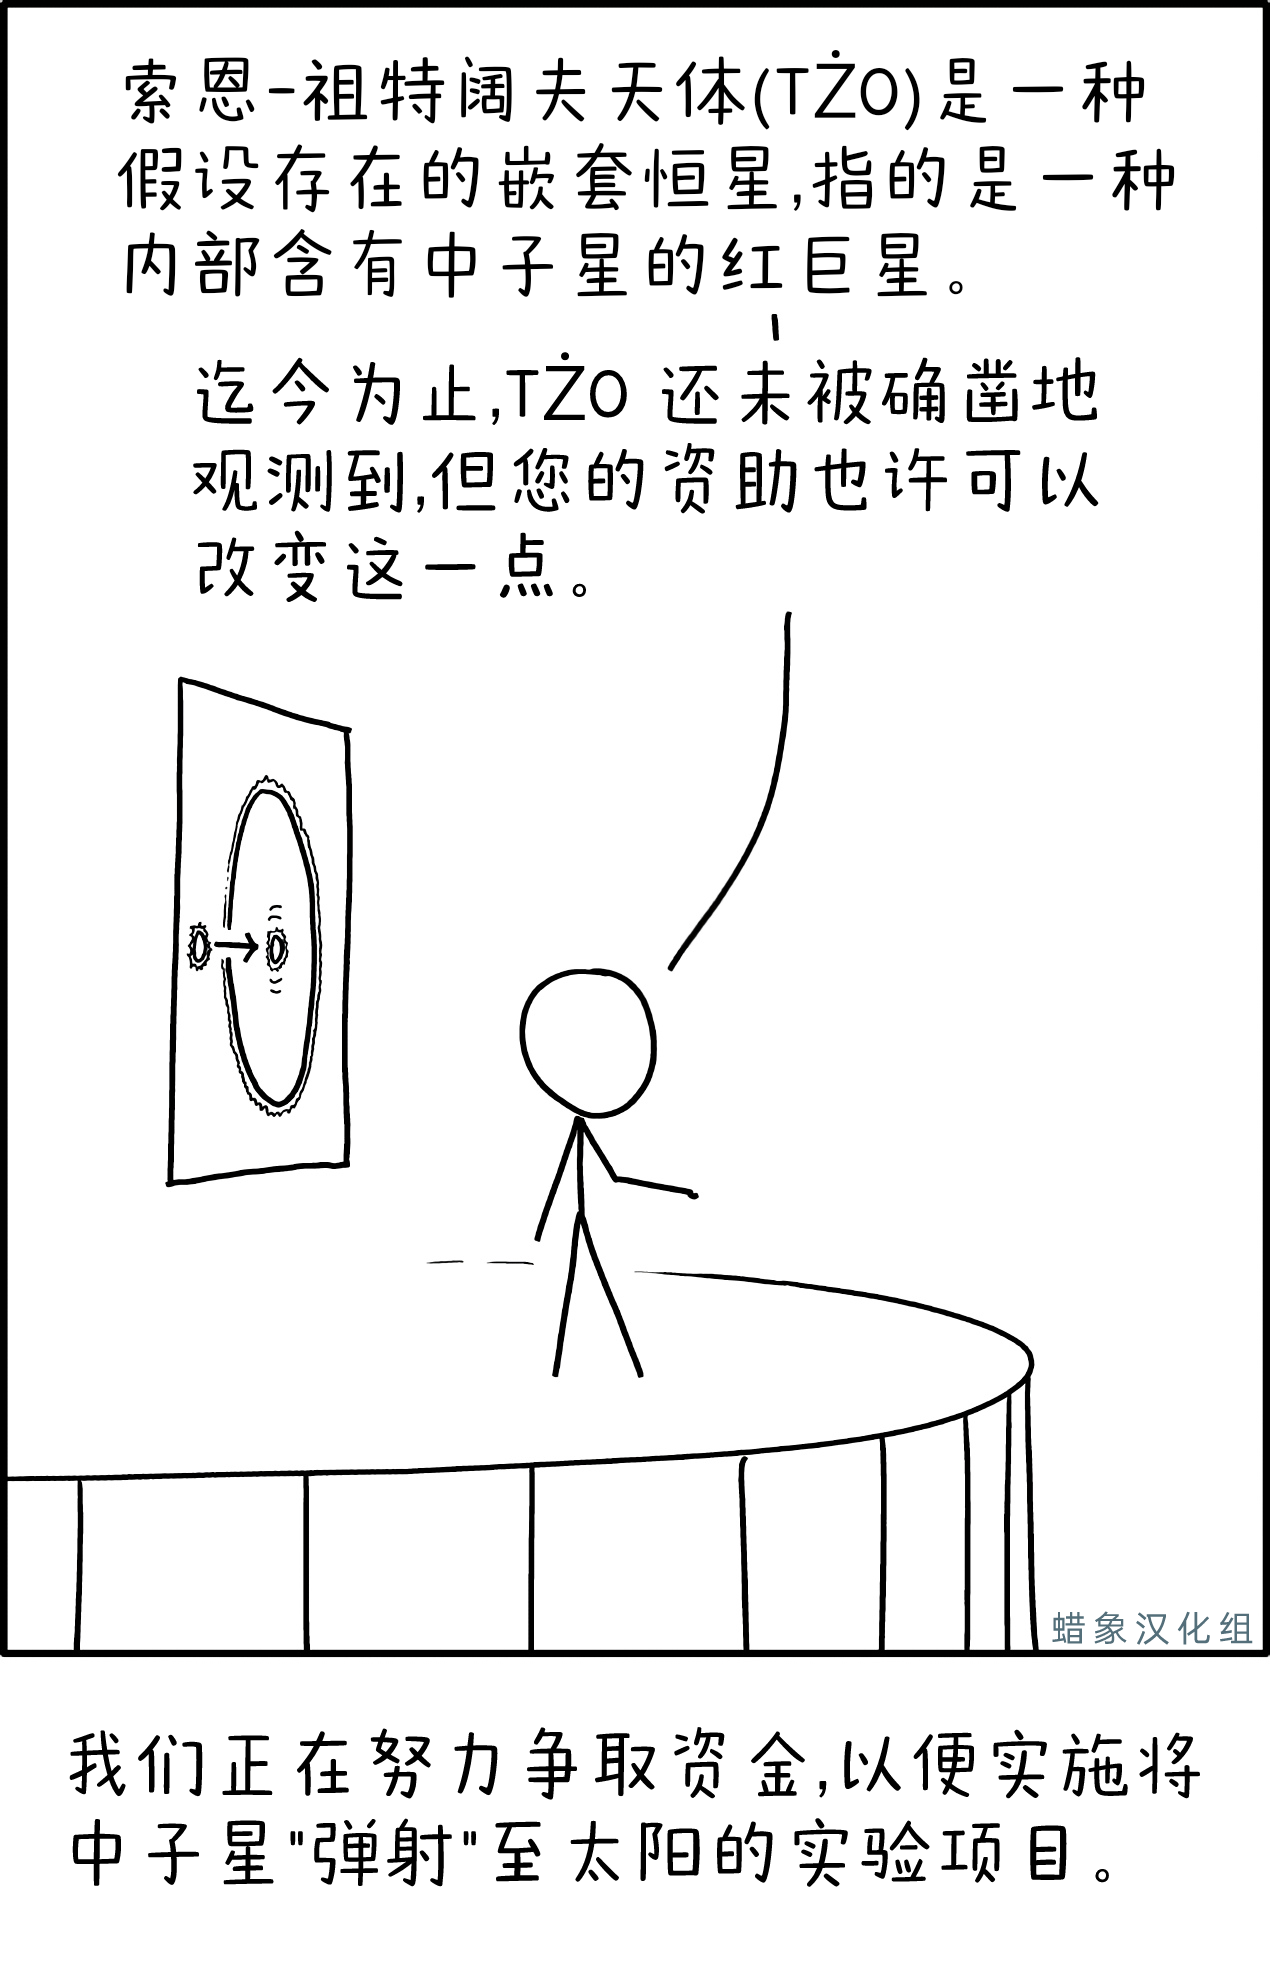 索恩-祖特阔夫天体(TŻO)是一种
假设存在的嵌套恒星,指的是一种
内部含有中子星的红巨星。
迄今为止,TŻO 还未被确凿地
观测到,但您的资助也许可以
改变这一点。
蜡象汉化组
我们正在努力争取资金,以便实施将
中子星"弹射"至太阳的实验项目。